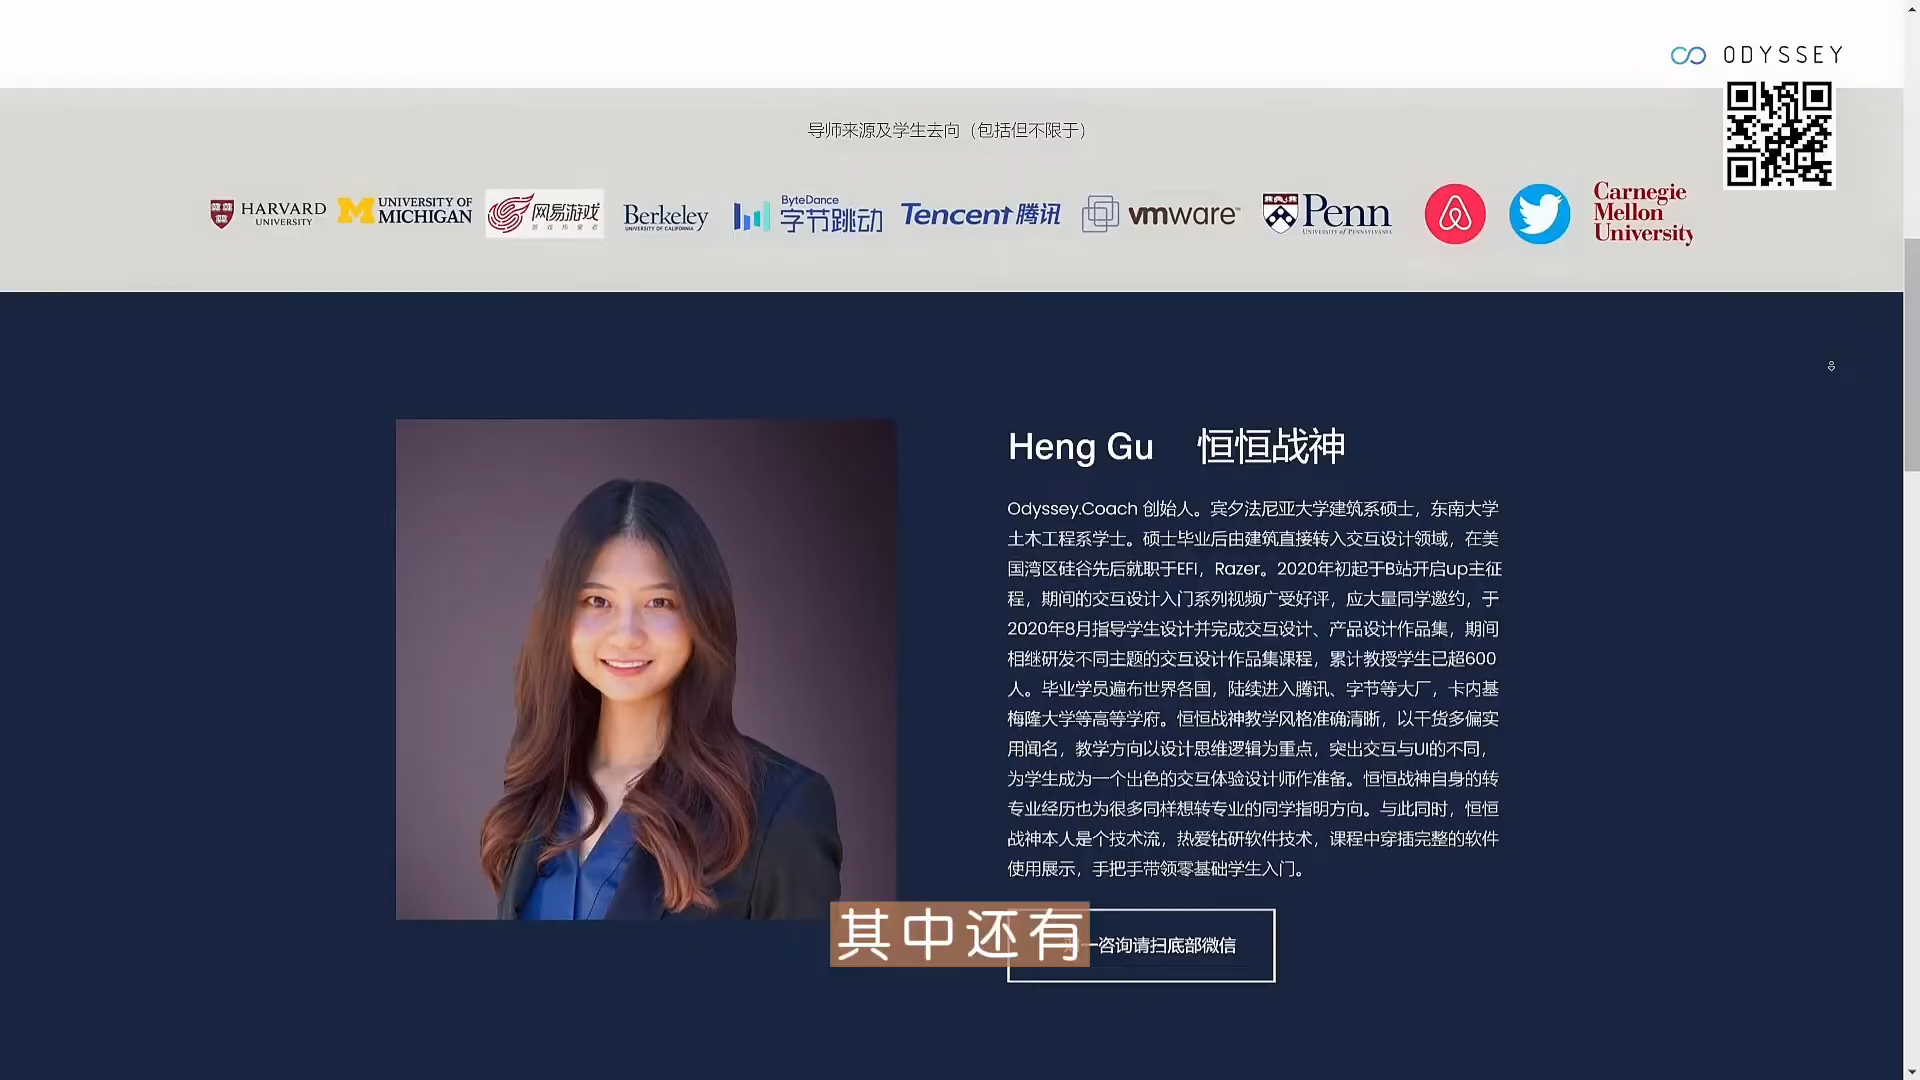 ODYSSEY
导师来源及学生去向（包括但不限于）
HARVARD
UNIVERSITY
UNIVERSITY OF
MICHIGAN
网易游戏
游戏热爱者
Berkeley
UNIVERSITY OF CALIFORNIA
ByteDance
字节跳动
Tencent 腾讯
vmware
Penn
UNIVERSITY of PENNSYLVANIA
Carnegie
Mellon
University
Heng Gu 恒恒战神
Odyssey.Coach 创始人。宾夕法尼亚大学建筑系硕士，东南大学
土木工程系学士。硕士毕业后由建筑直接转入交互设计领域，在美
国湾区硅谷先后就职于EFI，Razer。2020年初起于B站开启up主征
程，期间的交互设计入门系列视频广受好评，应大量同学邀约，于
2020年8月指导学生设计并完成交互设计、产品设计作品集，期间
相继研发不同主题的交互设计作品集课程，累计教授学生已超600
人。毕业学员遍布世界各国，陆续进入腾讯、字节等大厂，卡内基
梅隆大学等高等学府。恒恒战神教学风格准确清晰，以干货多偏实
用闻名，教学方向以设计思维逻辑为重点，突出交互与UI的不同，
为学生成为一个出色的交互体验设计师作准备。恒恒战神自身的转
专业经历也为很多同样想转专业的同学指明方向。与此同时，恒恒
战神本人是个技术流，热爱钻研软件技术，课程中穿插完整的软件
使用展示，手把手带领零基础学生入门。
其中还有
一咨询请扫底部微信